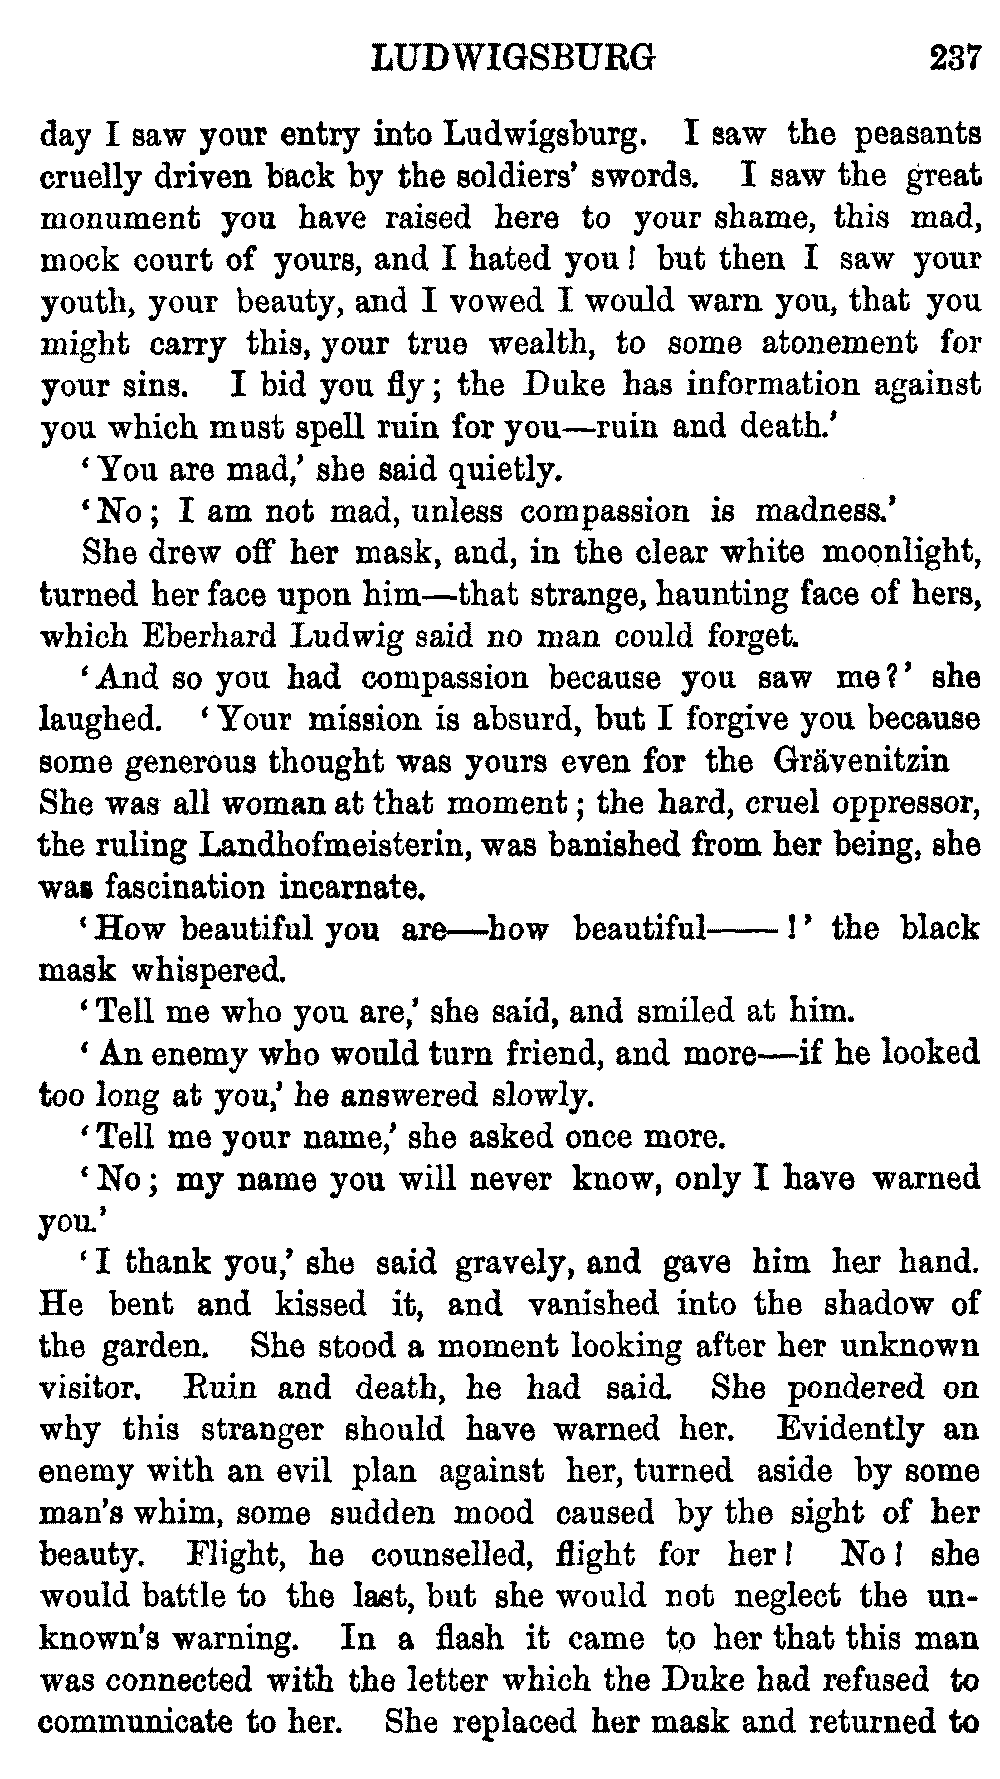 LUDWIGSBURG 237
day I saw your entry into Ludwigsburg. I saw the peasants
cruelly driven back by the soldiers' swords. I saw the great
monument you have raised here to your shame, this mad,
mock court of yours, and I hated you! but then I saw your
youth, your beauty, and I vowed I would warn you, that you
might carry this, your true wealth, to some atonement for
your sins. I bid you fly; the Duke has information against
you which must spell ruin for you—ruin and death.'
'You are mad,' she said quietly.
'No; I am not mad, unless compassion is madness.'
She drew off her mask, and, in the clear white moonlight,
turned her face upon him—that strange, haunting face of hers,
which Eberhard Ludwig said no man could forget.
'And so you had compassion because you saw me?' she
laughed. 'Your mission is absurd, but I forgive you because
some generous thought was yours even for the Grävenitzin
She was all woman at that moment; the hard, cruel oppressor,
the ruling Landhofmeisterin, was banished from her being, she
was fascination incarnate.
'How beautiful you are—how beautiful——!' the black
mask whispered.
'Tell me who you are,' she said, and smiled at him.
'An enemy who would turn friend, and more—if he looked
too long at you,' he answered slowly.
'Tell me your name,' she asked once more.
'No; my name you will never know, only I have warned
you.'
'I thank you,' she said gravely, and gave him her hand.
He bent and kissed it, and vanished into the shadow of
the garden. She stood a moment looking after her unknown
visitor. Ruin and death, he had said. She pondered on
why this stranger should have warned her. Evidently an
enemy with an evil plan against her, turned aside by some
man's whim, some sudden mood caused by the sight of her
beauty. Flight, he counselled, flight for her! No! she
would battle to the last, but she would not neglect the un-
known's warning. In a flash it came to her that this man
was connected with the letter which the Duke had refused to
communicate to her. She replaced her mask and returned to